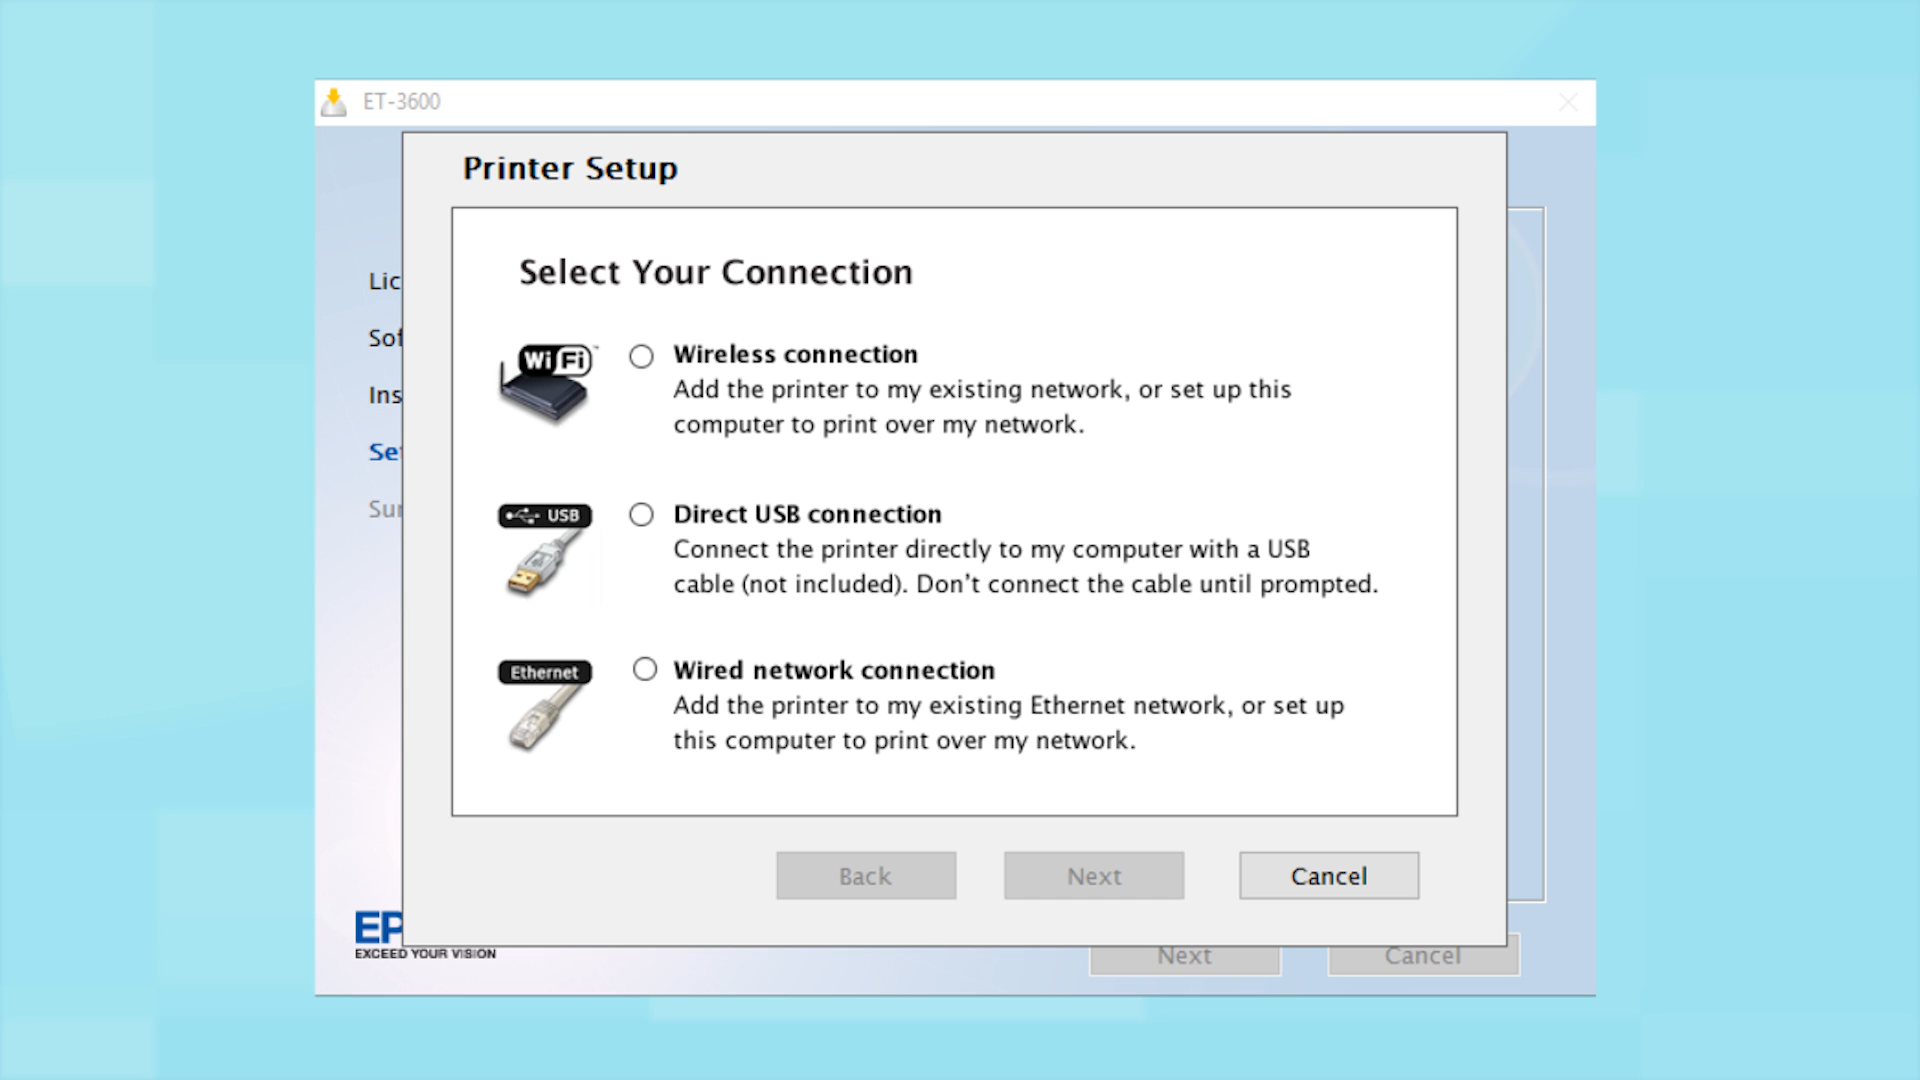 ET-3600
Printer Setup
Select Your Connection
WiFi™
Wireless connection
Add the printer to my existing network, or set up this
computer to print over my network.
USB
Direct USB connection
Connect the printer directly to my computer with a USB
cable (not included). Don’t connect the cable until prompted.
Ethernet
Wired network connection
Add the printer to my existing Ethernet network, or set up
this computer to print over my network.
Back Next Cancel
Lic
Sof
Ins
Set
Sur
EP
EXCEED YOUR VISION
Next Cancel